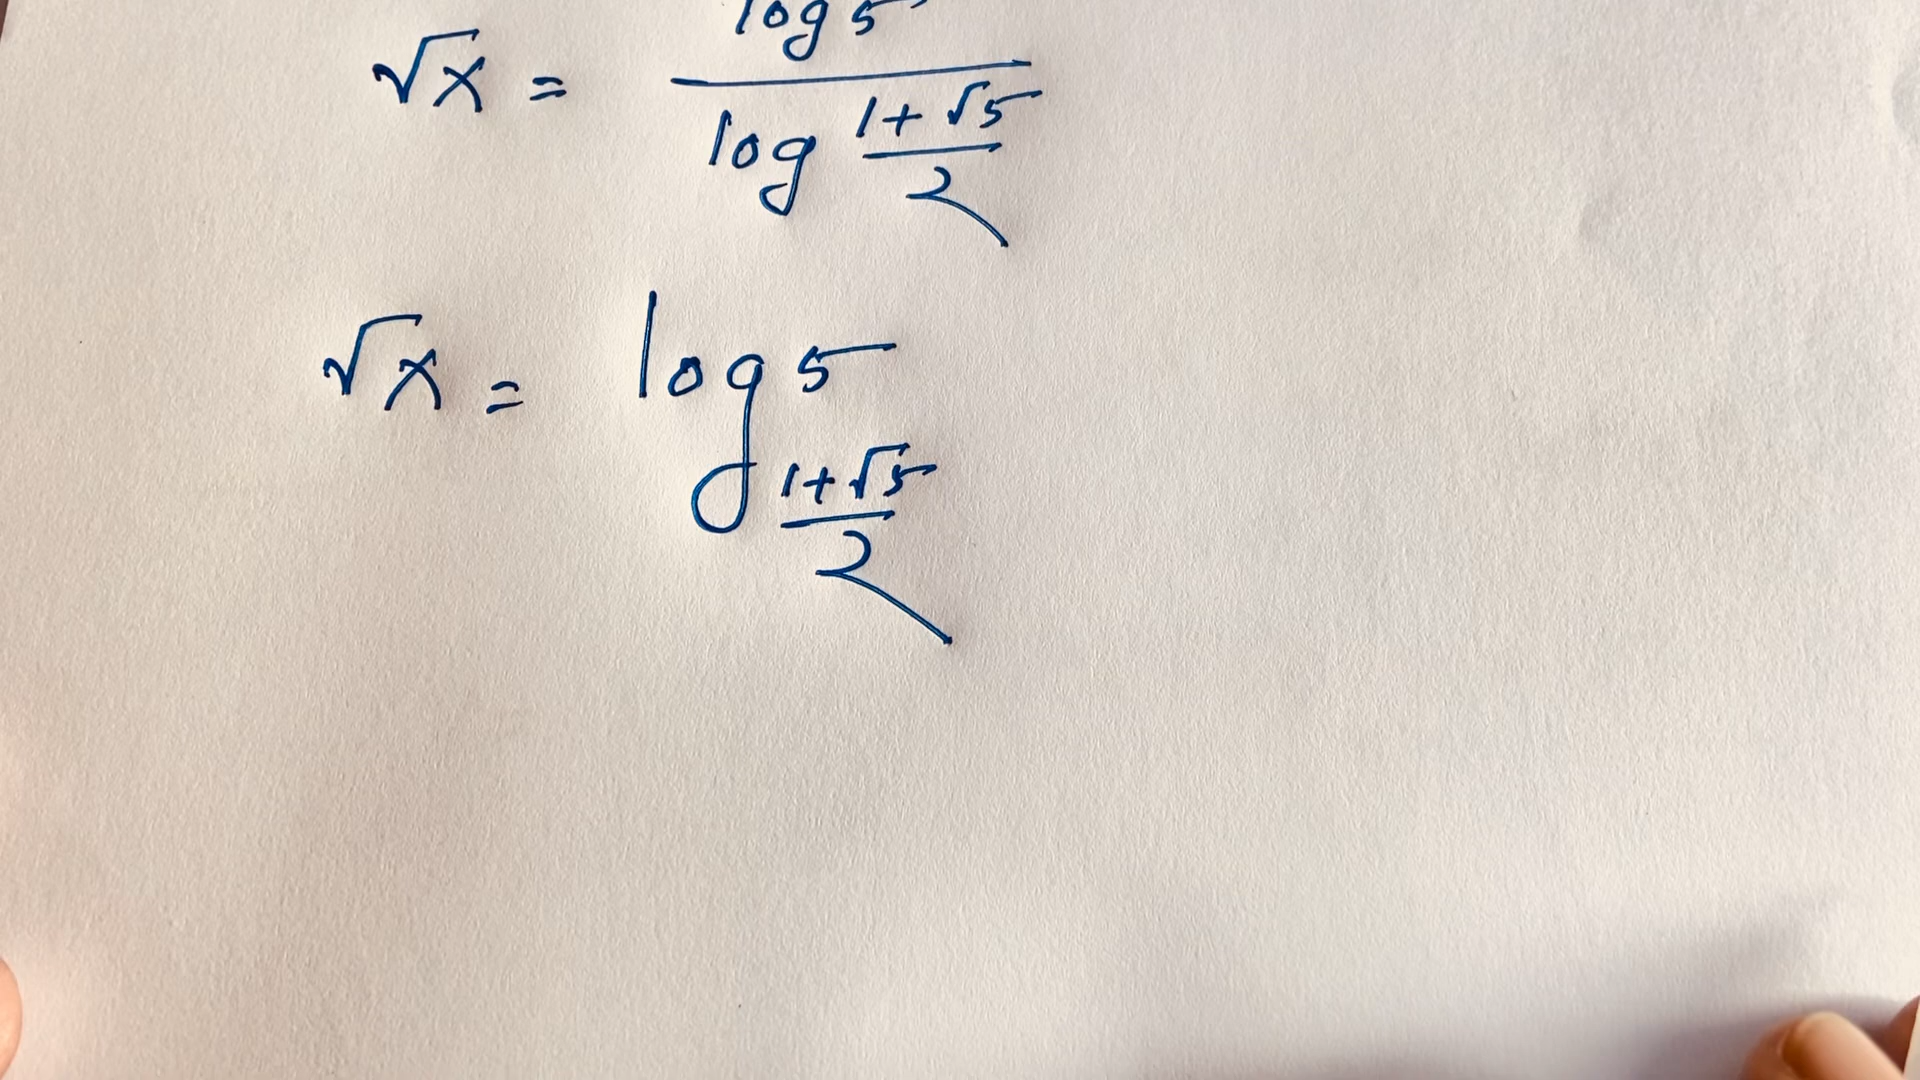 √x = log 5 / log (1+√5)/2
√x = log_{(1+√5)/2} 5